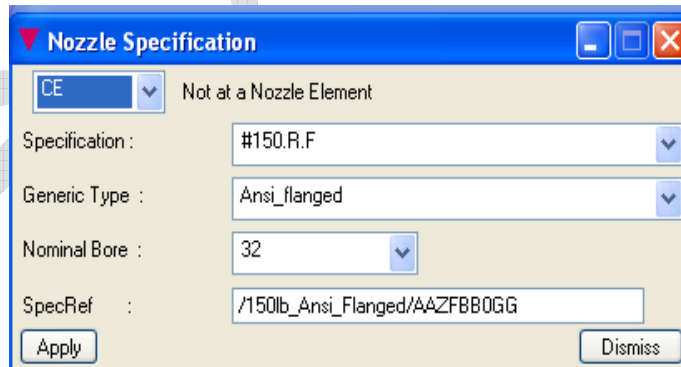 Nozzle Specification
CE Not at a Nozzle Element
Specification : #150.R.F
Generic Type : Ansi_flanged
Nominal Bore : 32
SpecRef : /150lb_Ansi_Flanged/AAZFBB0GG
Apply Dismiss